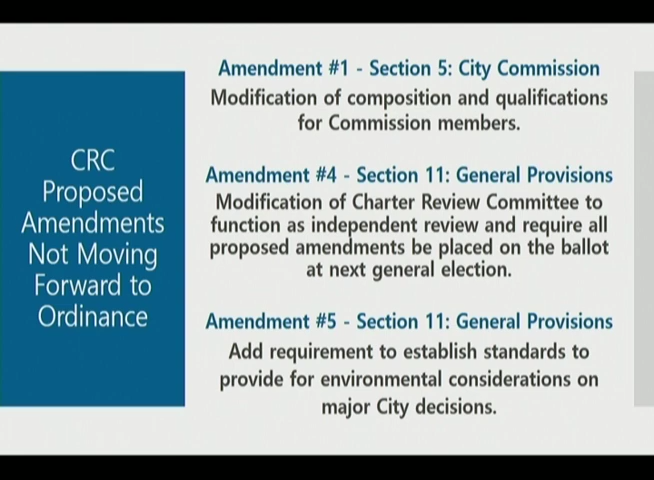 CRC
Proposed
Amendments
Not Moving
Forward to
Ordinance
Amendment #1 - Section 5: City Commission
Modification of composition and qualifications
for Commission members.
Amendment #4 - Section 11: General Provisions
Modification of Charter Review Committee to
function as independent review and require all
proposed amendments be placed on the ballot
at next general election.
Amendment #5 - Section 11: General Provisions
Add requirement to establish standards to
provide for environmental considerations on
major City decisions.